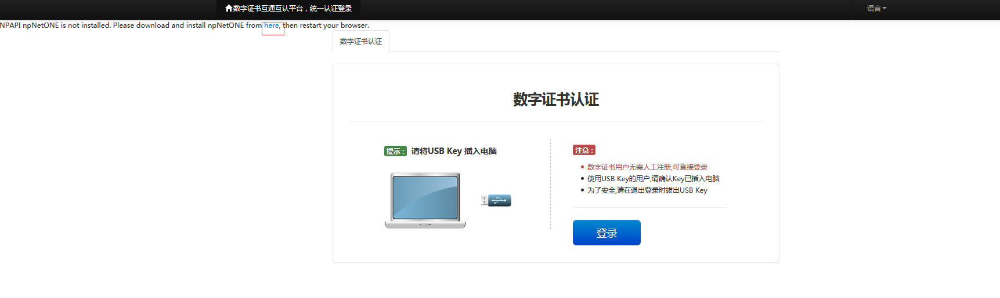 数字证书互通互认平台，统一认证登录
语言
NPAPI npNetONE is not installed. Please download and install npNetONE from here, then restart your browser.
数字证书认证
数字证书认证
提示： 请将USB Key 插入电脑
注意：
数字证书用户无需人工注册,可直接登录
使用USB Key的用户,请确认Key已插入电脑
为了安全,请在退出登录时拔出USB Key
登录